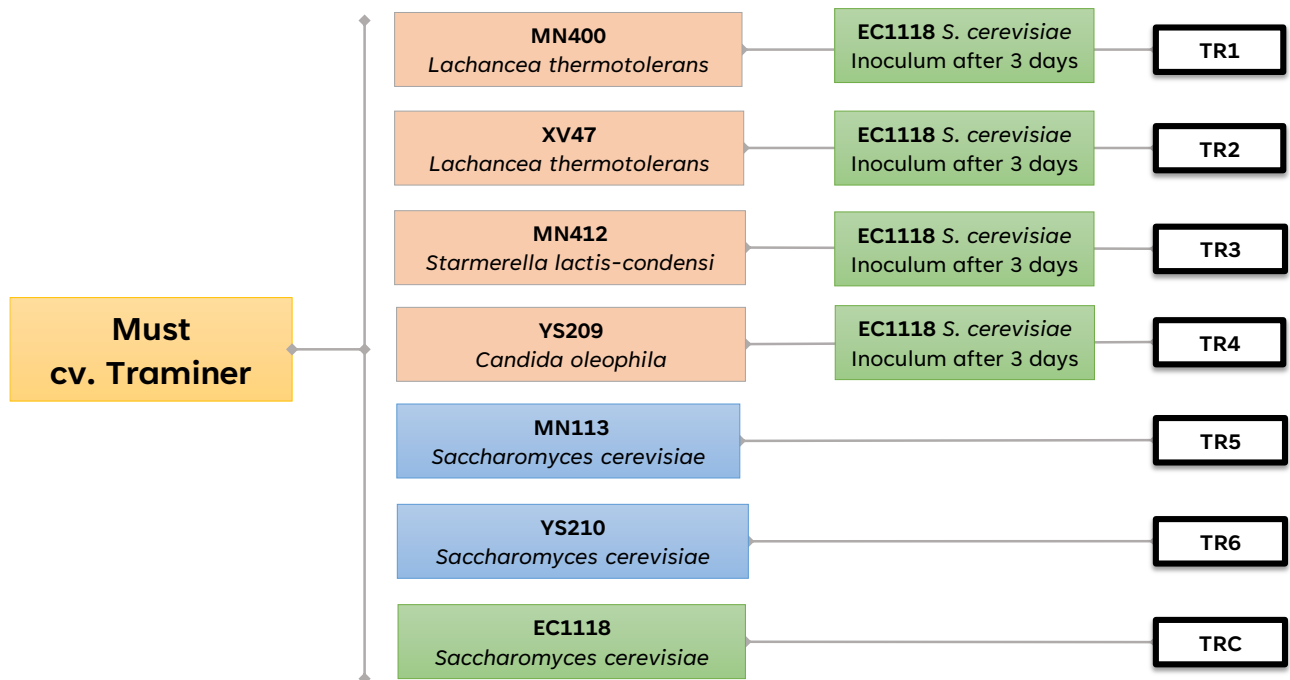 MN400
Lachancea thermotolerans
EC1118 S. cerevisiae
Inoculum after 3 days
TR1
XV47
Lachancea thermotolerans
EC1118 S. cerevisiae
Inoculum after 3 days
TR2
MN412
Starmerella lactis-condensi
EC1118 S. cerevisiae
Inoculum after 3 days
TR3
Must
cv. Traminer
YS209
Candida oleophila
EC1118 S. cerevisiae
Inoculum after 3 days
TR4
MN113
Saccharomyces cerevisiae
TR5
YS210
Saccharomyces cerevisiae
TR6
EC1118
Saccharomyces cerevisiae
TRC